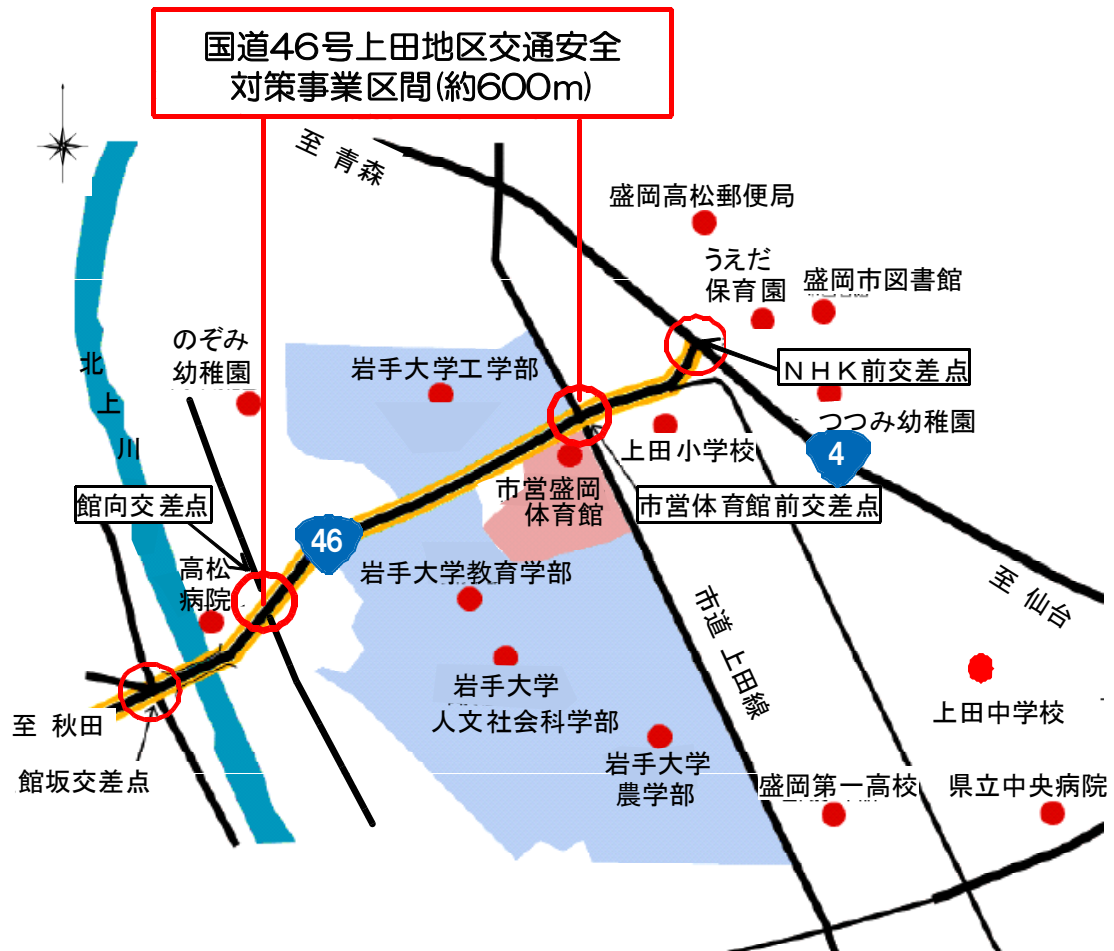 国道46号上田地区交通安全
対策事業区間(約600m)
至 青森
盛岡高松郵便局
うえだ
保育園
盛岡市図書館
のぞみ
幼稚園
岩手大学工学部
NHK前交差点
北上川
つつみ幼稚園
上田小学校
4
市営盛岡
体育館
市営体育館前交差点
館向交差点
46
高松
病院
岩手大学教育学部
至 仙台
市道 上田線
岩手大学
人文社会科学部
上田中学校
至 秋田
岩手大学
農学部
館坂交差点
盛岡第一高校
県立中央病院